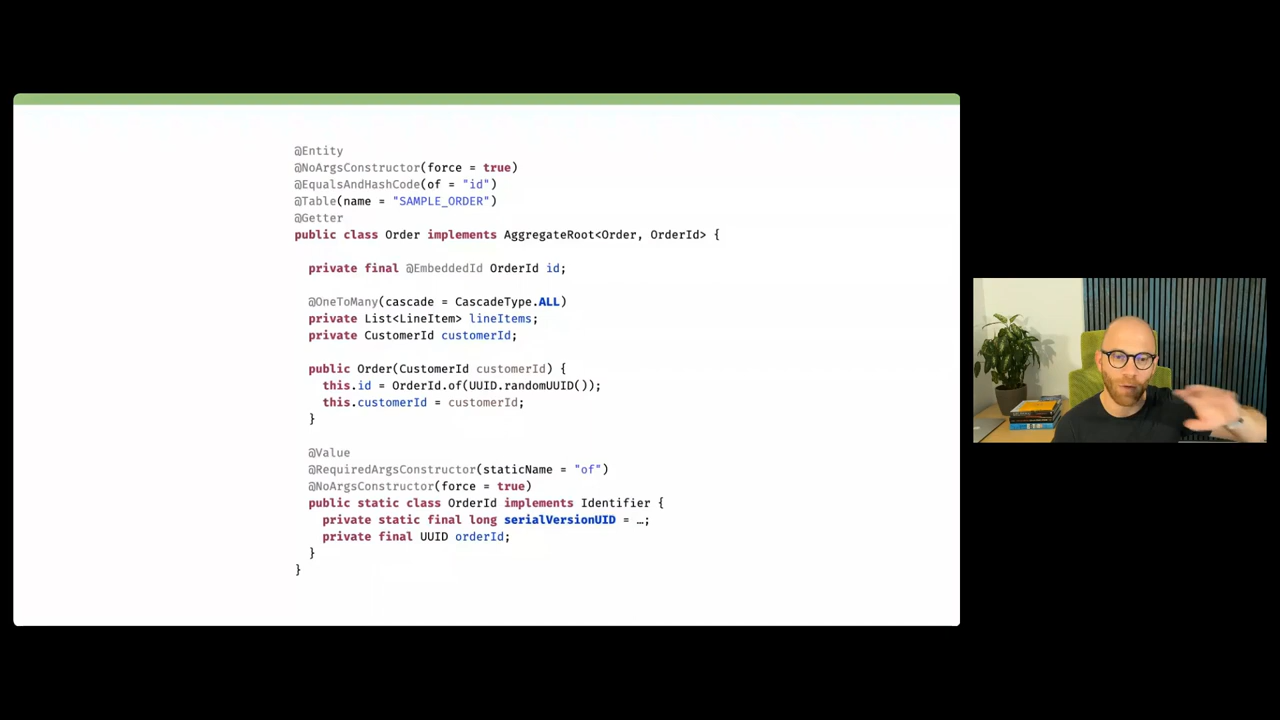 @Entity
@NoArgsConstructor(force = true)
@EqualsAndHashCode(of = "id")
@Table(name = "SAMPLE_ORDER")
@Getter
public class Order implements AggregateRoot<Order, OrderId> {
private final @EmbeddedId OrderId id;
@OneToMany(cascade = CascadeType.ALL)
private List<LineItem> lineItems;
private CustomerId customerId;
public Order(CustomerId customerId) {
this.id = OrderId.of(UUID.randomUUID());
this.customerId = customerId;
}
@Value
@RequiredArgsConstructor(staticName = "of")
@NoArgsConstructor(force = true)
public static class OrderId implements Identifier {
private static final long serialVersionUID = …;
private final UUID orderId;
}
}